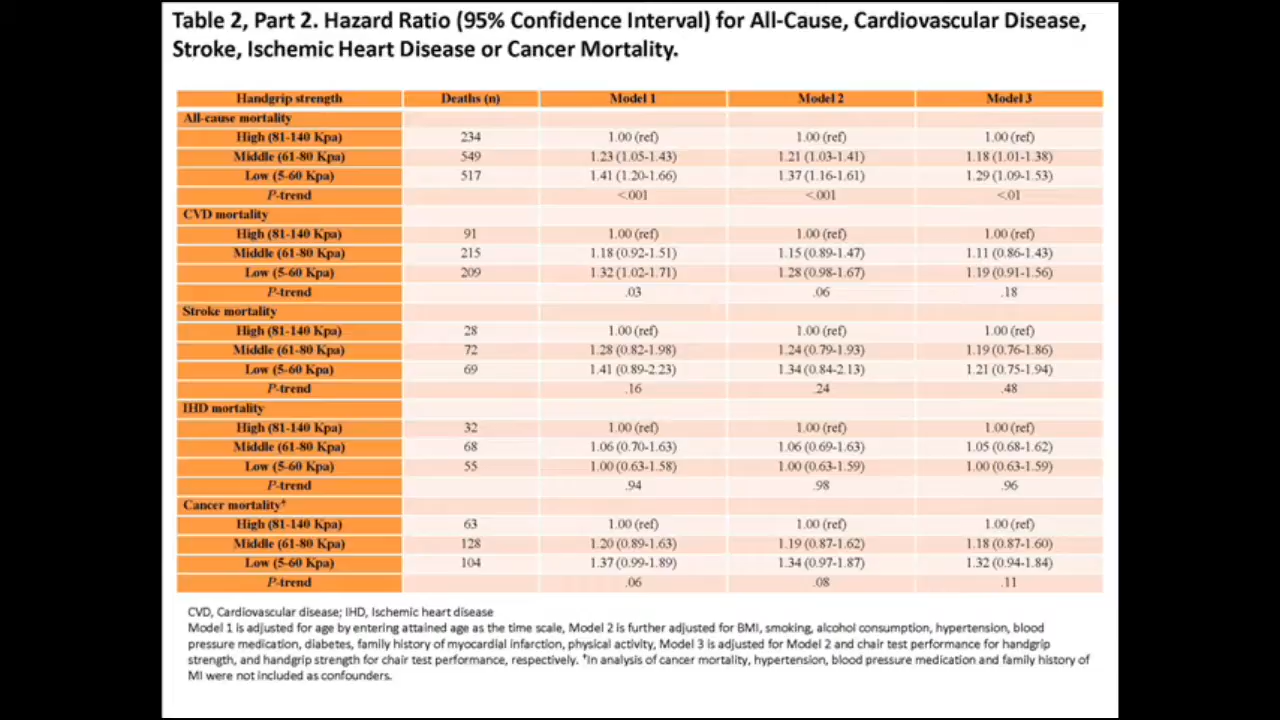 Table 2, Part 2. Hazard Ratio (95% Confidence Interval) for All-Cause, Cardiovascular Disease,
Stroke, Ischemic Heart Disease or Cancer Mortality.
Handgrip strength Deaths (n) Model 1 Model 2 Model 3
All-cause mortality
High (81-140 Kpa) 234 1.00 (ref) 1.00 (ref) 1.00 (ref)
Middle (61-80 Kpa) 549 1.23 (1.05-1.43) 1.21 (1.03-1.41) 1.18 (1.01-1.38)
Low (5-60 Kpa) 517 1.41 (1.20-1.66) 1.37 (1.16-1.61) 1.29 (1.09-1.53)
P-trend <.001 <.001 <.01
CVD mortality
High (81-140 Kpa) 91 1.00 (ref) 1.00 (ref) 1.00 (ref)
Middle (61-80 Kpa) 215 1.18 (0.92-1.51) 1.15 (0.89-1.47) 1.11 (0.86-1.43)
Low (5-60 Kpa) 209 1.32 (1.02-1.71) 1.28 (0.98-1.67) 1.19 (0.91-1.56)
P-trend .03 .06 .18
Stroke mortality
High (81-140 Kpa) 28 1.00 (ref) 1.00 (ref) 1.00 (ref)
Middle (61-80 Kpa) 72 1.28 (0.82-1.98) 1.24 (0.79-1.93) 1.19 (0.76-1.86)
Low (5-60 Kpa) 69 1.41 (0.89-2.23) 1.34 (0.84-2.13) 1.21 (0.75-1.94)
P-trend .16 .24 .48
IHD mortality
High (81-140 Kpa) 32 1.00 (ref) 1.00 (ref) 1.00 (ref)
Middle (61-80 Kpa) 68 1.06 (0.70-1.63) 1.06 (0.69-1.63) 1.05 (0.68-1.62)
Low (5-60 Kpa) 55 1.00 (0.63-1.58) 1.00 (0.63-1.59) 1.00 (0.63-1.59)
P-trend .94 .98 .96
Cancer mortality†
High (81-140 Kpa) 63 1.00 (ref) 1.00 (ref) 1.00 (ref)
Middle (61-80 Kpa) 128 1.20 (0.89-1.63) 1.19 (0.87-1.62) 1.18 (0.87-1.60)
Low (5-60 Kpa) 104 1.37 (0.99-1.89) 1.34 (0.97-1.87) 1.32 (0.94-1.84)
P-trend .06 .08 .11
CVD, Cardiovascular disease; IHD, Ischemic heart disease
Model 1 is adjusted for age by entering attained age as the time scale, Model 2 is further adjusted for BMI, smoking, alcohol consumption, hypertension, blood
pressure medication, diabetes, family history of myocardial infarction, physical activity, Model 3 is adjusted for Model 2 and chair test performance for handgrip
strength, and handgrip strength for chair test performance, respectively. †In analysis of cancer mortality, hypertension, blood pressure medication and family history of
MI were not included as confounders.